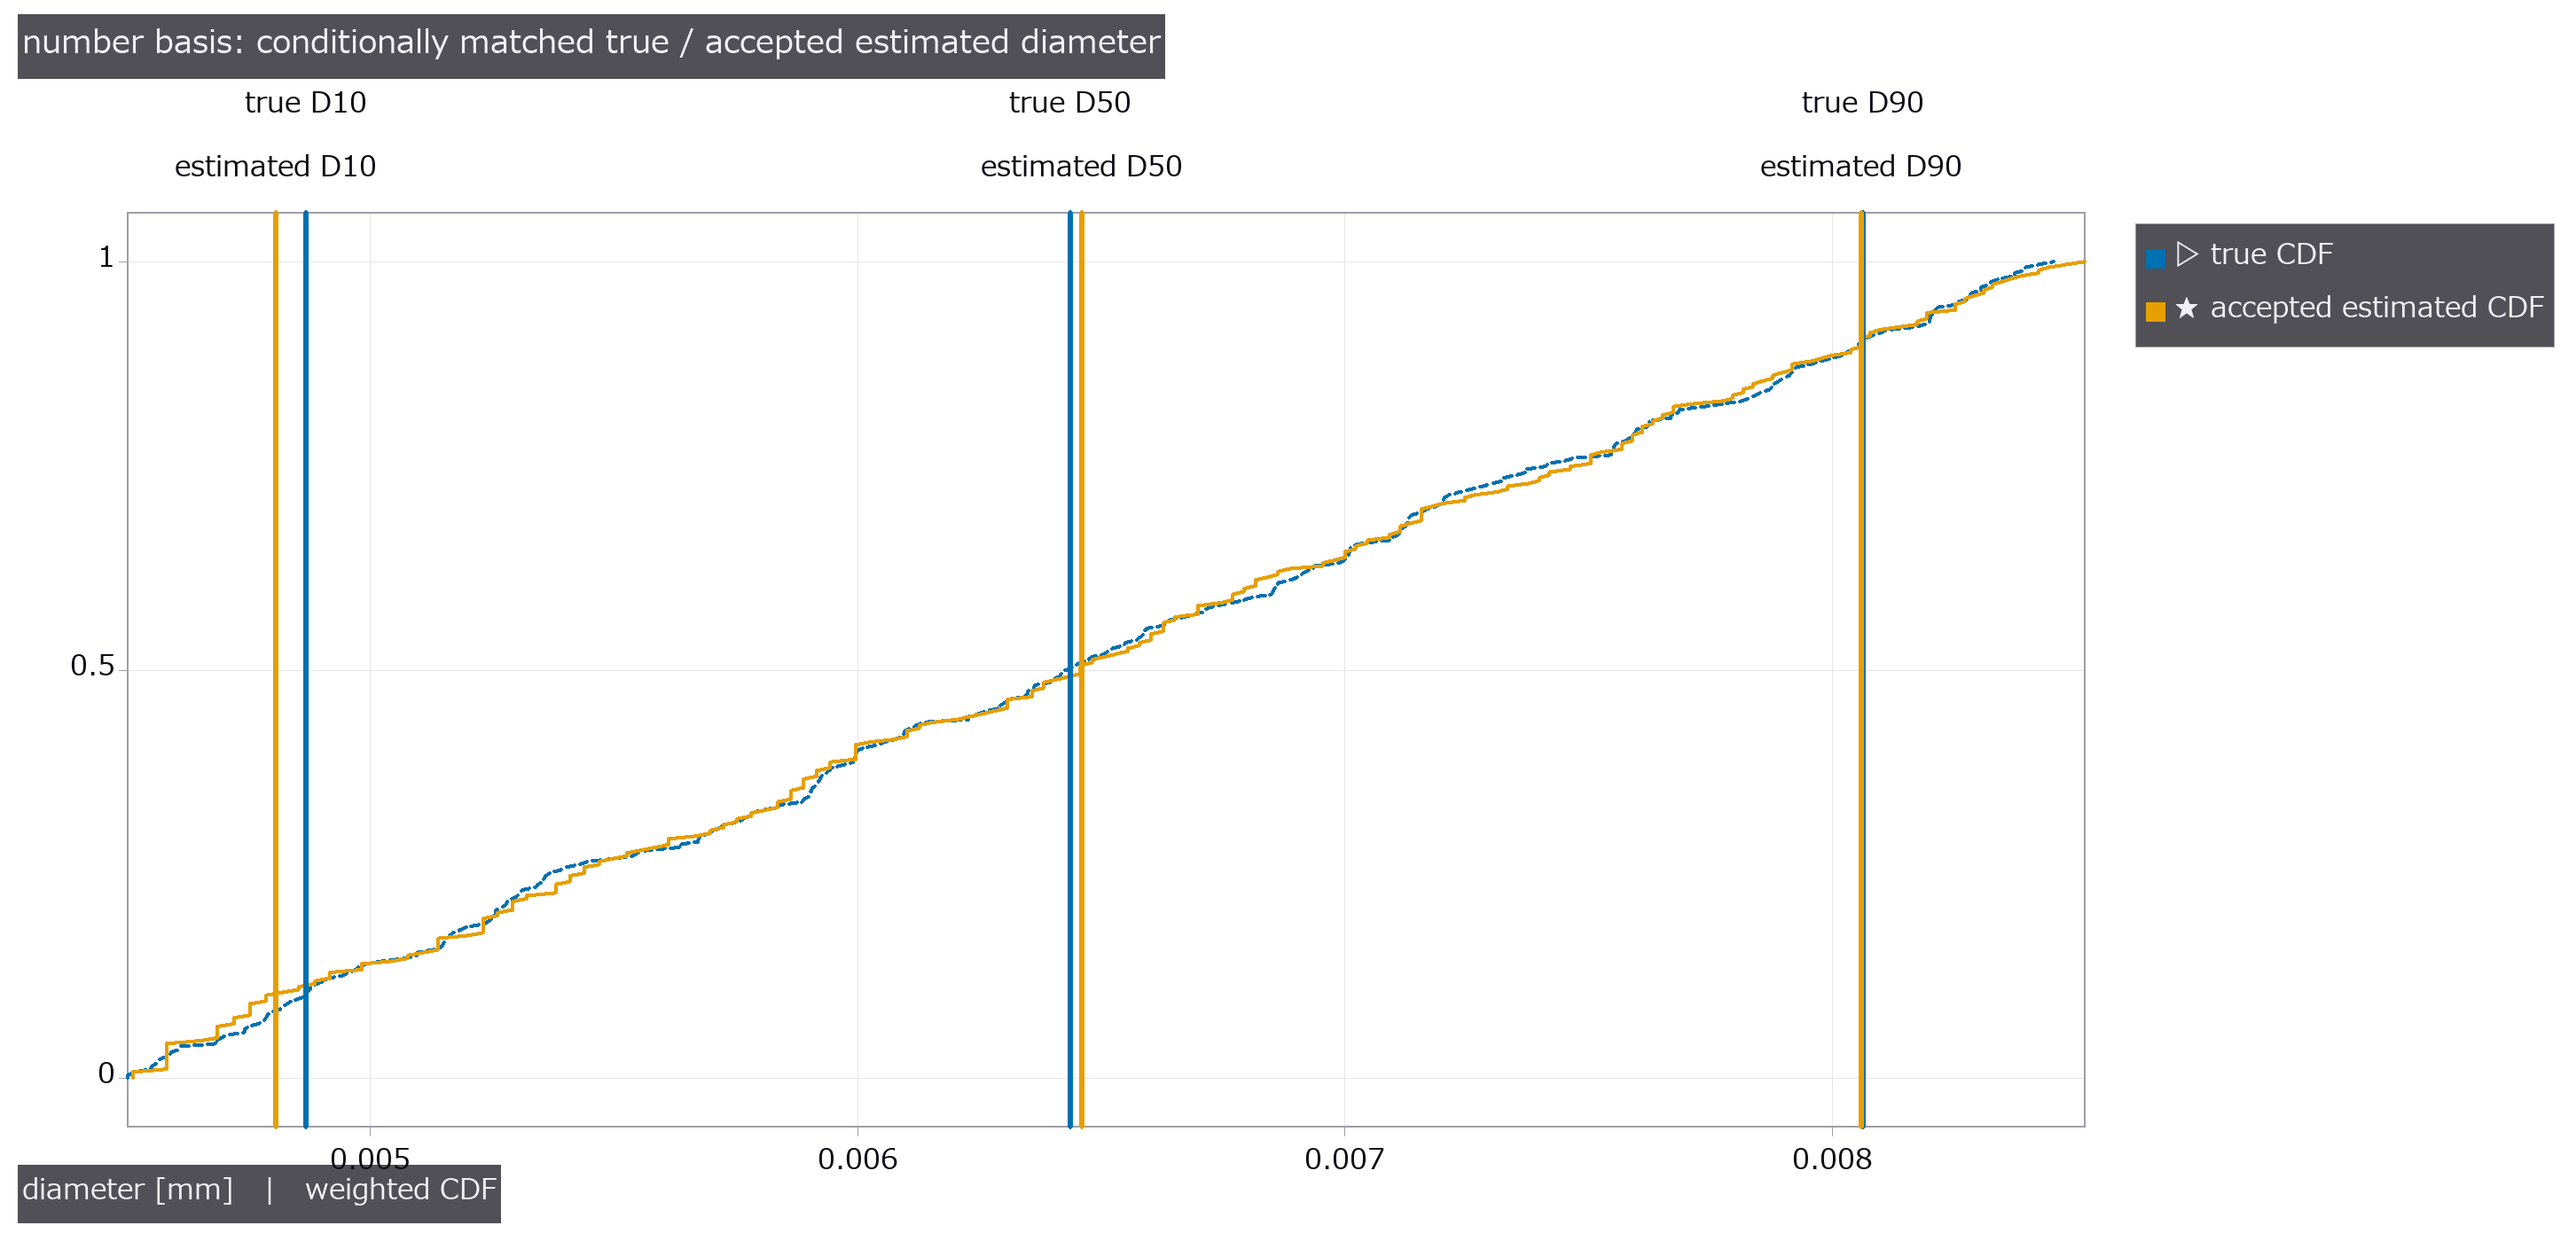 number basis: conditionally matched true / accepted estimated diameter
true D10
true D50
true D90
estimated D10
estimated D50
estimated D90
1
0.5
0
▷ true CDF
★ accepted estimated CDF
0.005
0.006
0.007
0.008
diameter [mm] | weighted CDF